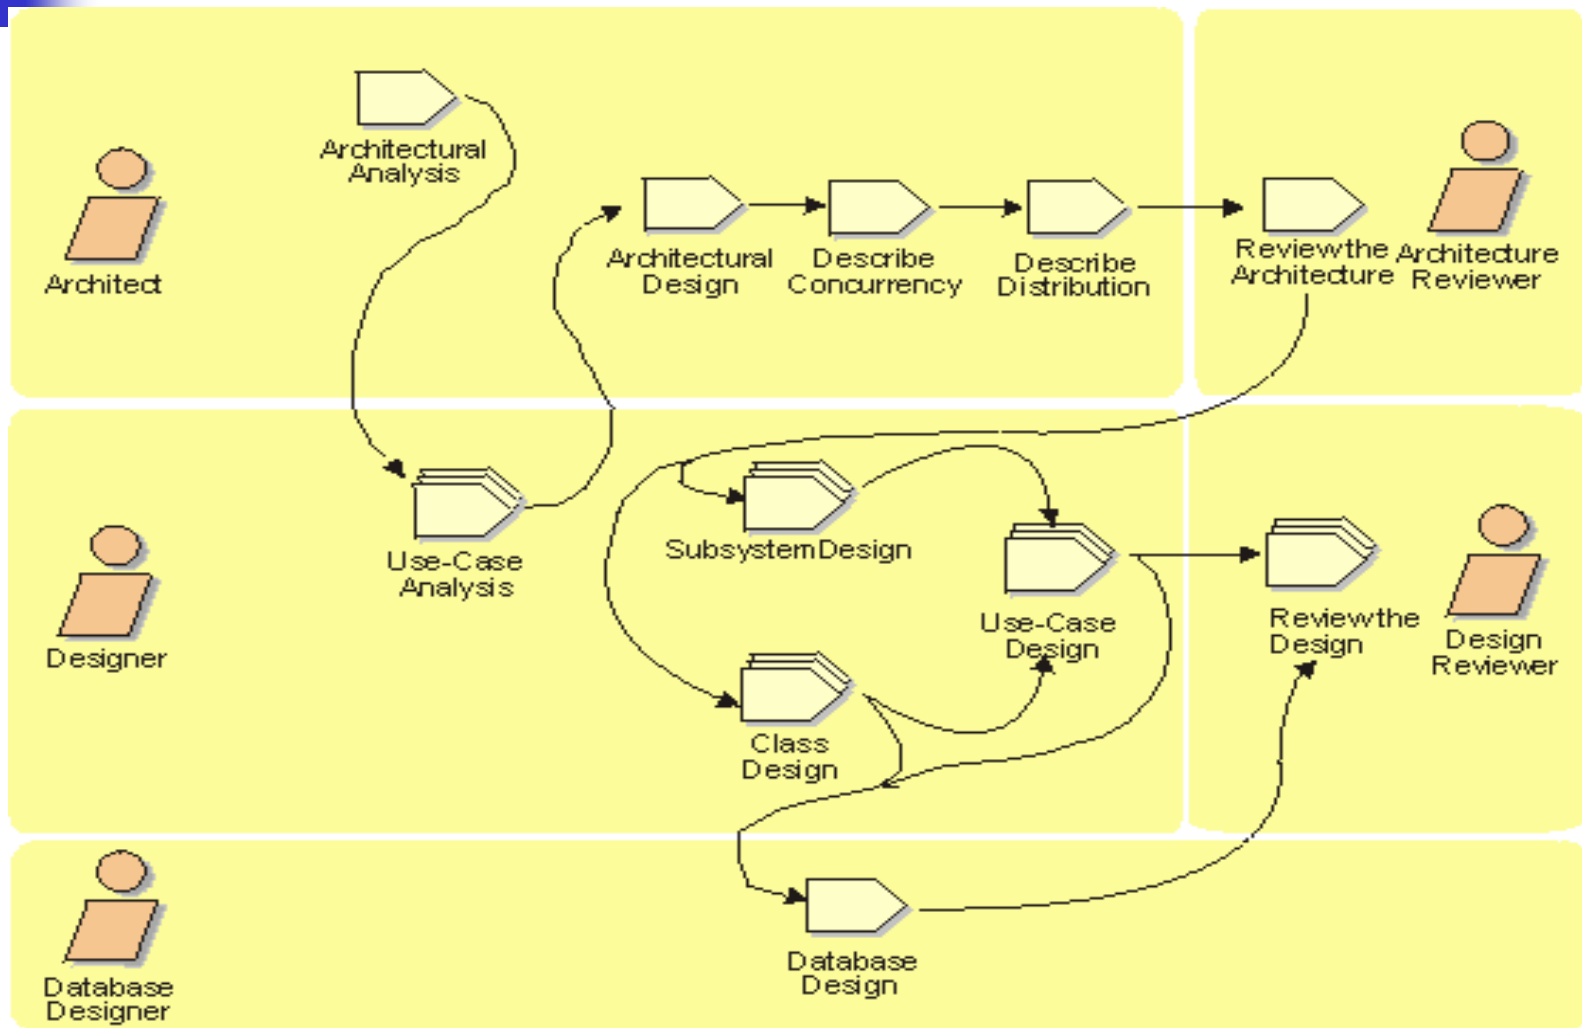 Architectural
Analysis
Architect
Architectural
Design
Describe
Concurrency
Describe
Distribution
Review the
Architecture
Architecture
Reviewer
Use-Case
Analysis
Subsystem Design
Use-Case
Design
Review the
Design
Design
Reviewer
Designer
Class
Design
Database
Design
Database
Designer